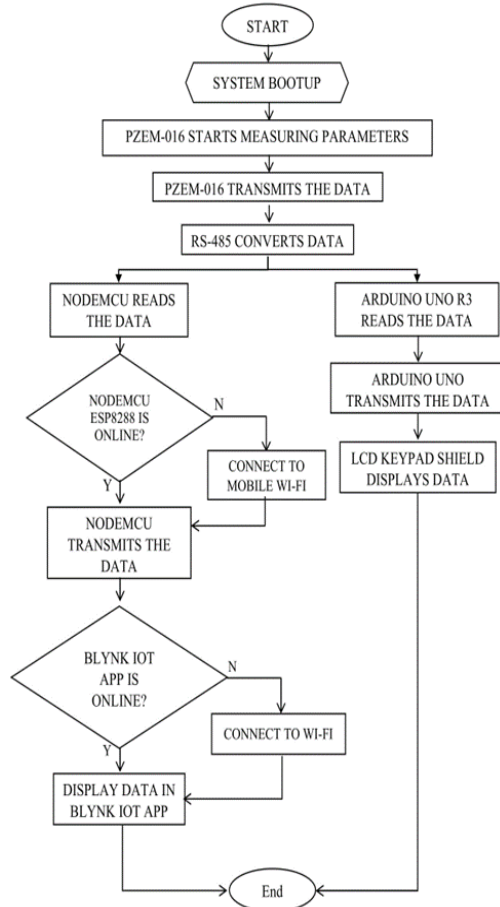 START
SYSTEM BOOTUP
PZEM-016 STARTS MEASURING PARAMETERS
PZEM-016 TRANSMITS THE DATA
RS-485 CONVERTS DATA
NODEMCU READS
THE DATA
ARDUINO UNO R3
READS THE DATA
NODEMCU
ESP8288 IS
ONLINE?
N
Y
CONNECT TO
MOBILE WI-FI
ARDUINO UNO
TRANSMITS THE DATA
LCD KEYPAD SHIELD
DISPLAYS DATA
NODEMCU
TRANSMITS THE
DATA
BLYNK IOT
APP IS
ONLINE?
N
Y
CONNECT TO WI-FI
DISPLAY DATA IN
BLYNK IOT APP
End